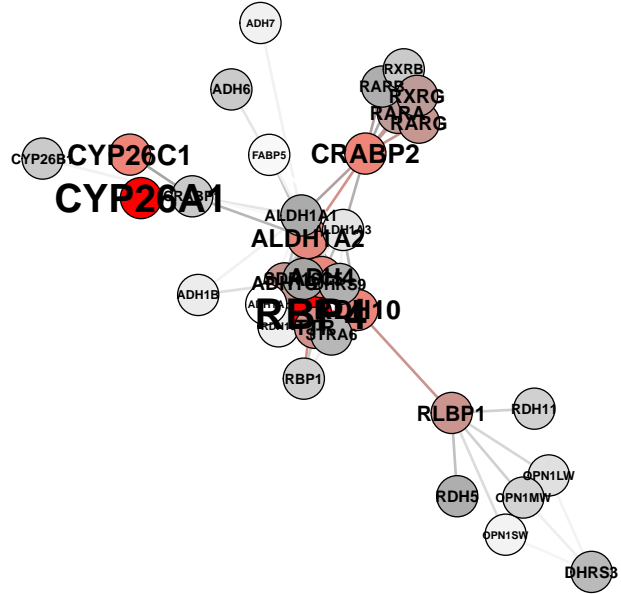 ADH7
RXRB
ADH6
RARB
RXRG
RARA
RARG
CYP26C1
CRABP2
CYP26B1
FABP5
CYP26A1
ALDH1A1
ALDH1A2
ALDH1A3
ADH4
DHRS9
ADH1B
RBP4
STRA6
RBP1
RLBP1
RDH11
OPN1LW
RDH5
OPN1MW
OPN1SW
DHRS3